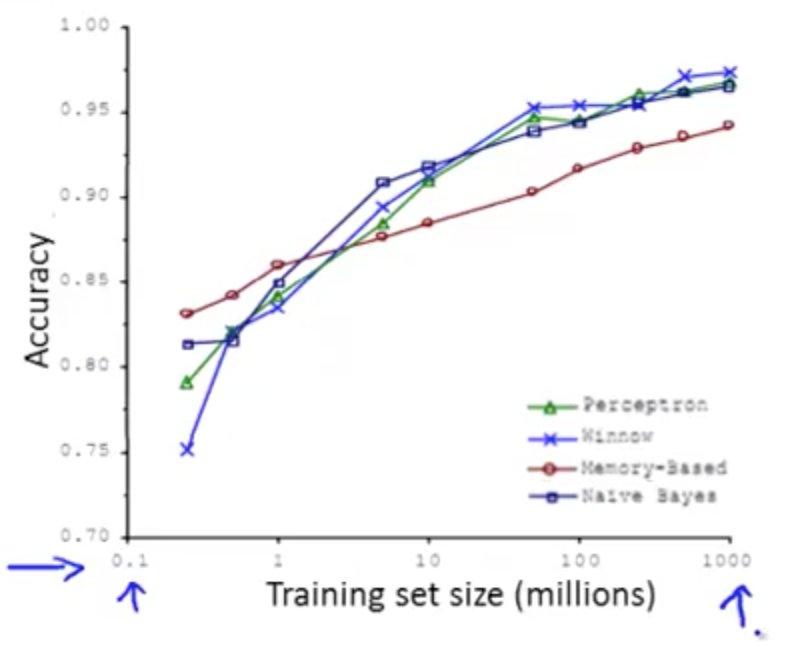 1.00
0.95
0.90
0.85
0.80
0.75
0.70
Accuracy
Perceptron
Winnow
Memory-Based
Naïve Bayes
0.1 1 10 100 1000
Training set size (millions)